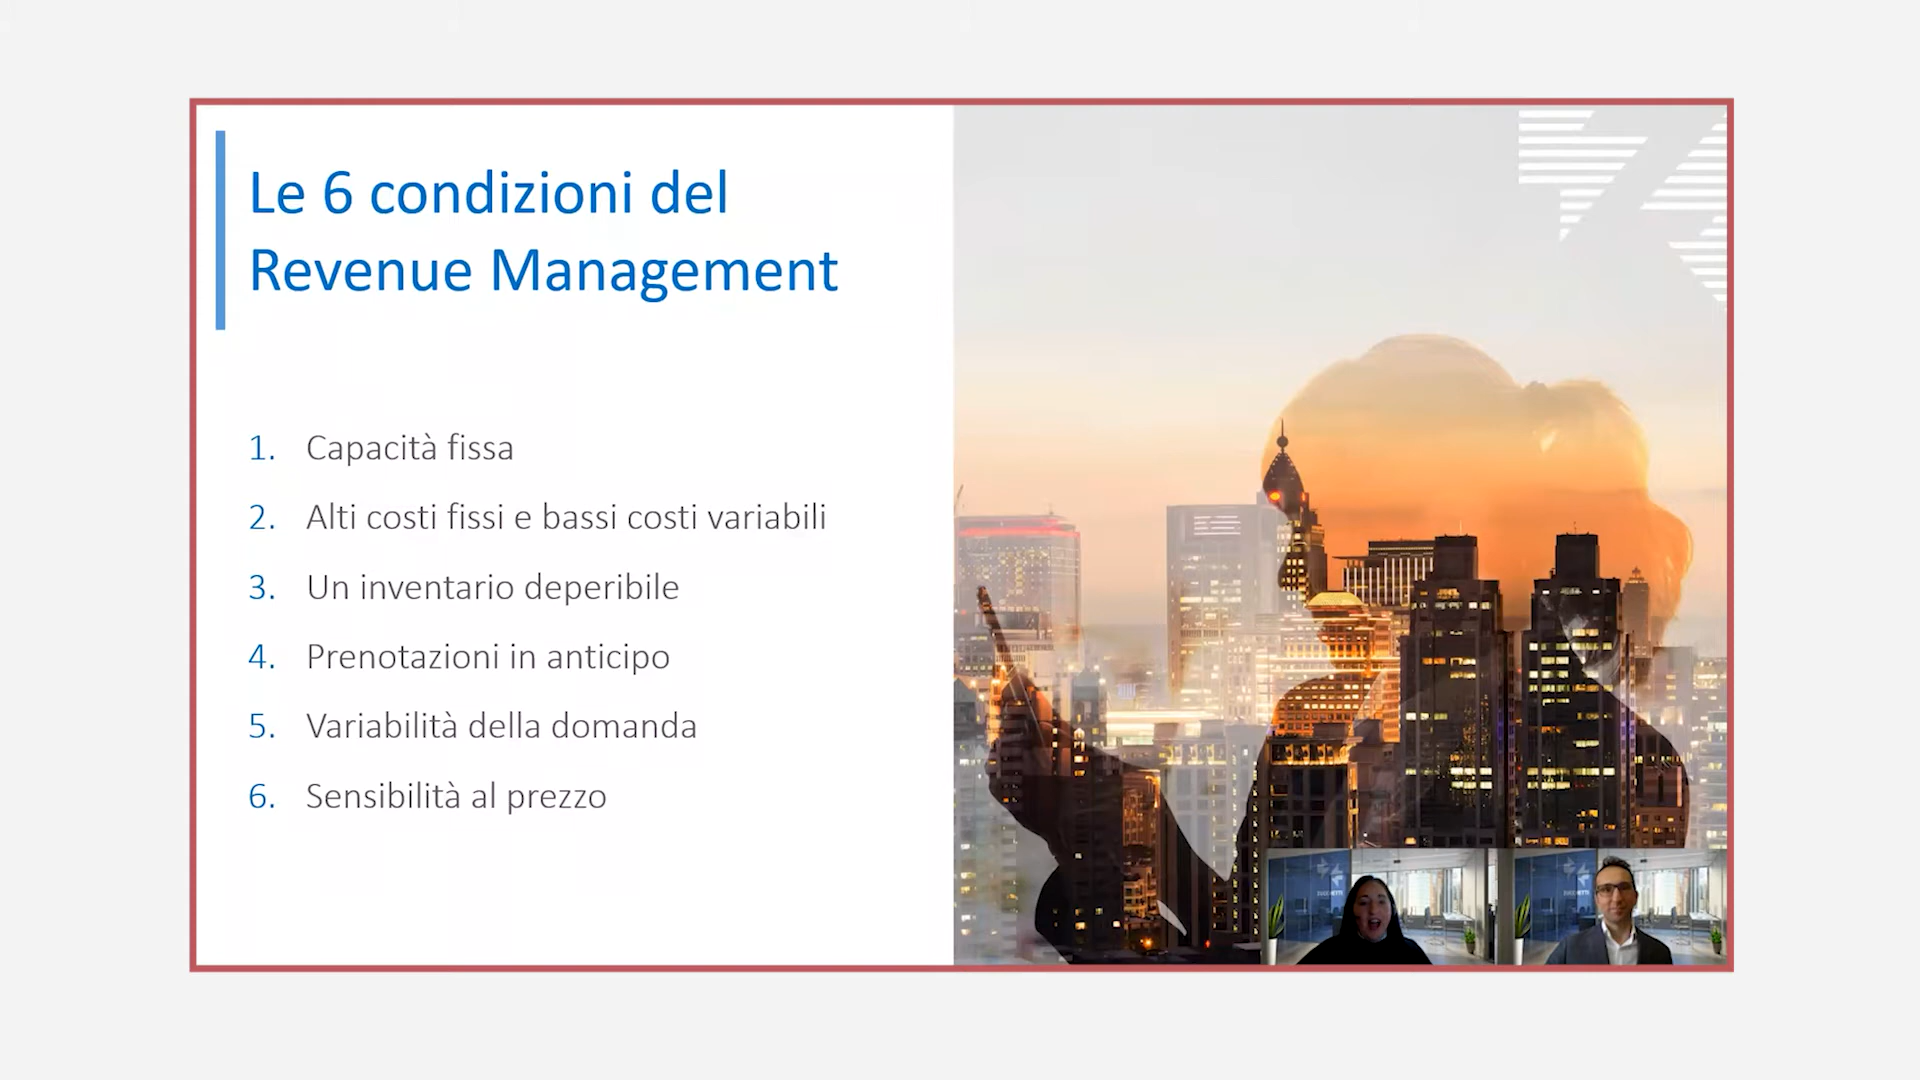 Le 6 condizioni del
Revenue Management
1. Capacità fissa
2. Alti costi fissi e bassi costi variabili
3. Un inventario deperibile
4. Prenotazioni in anticipo
5. Variabilità della domanda
6. Sensibilità al prezzo